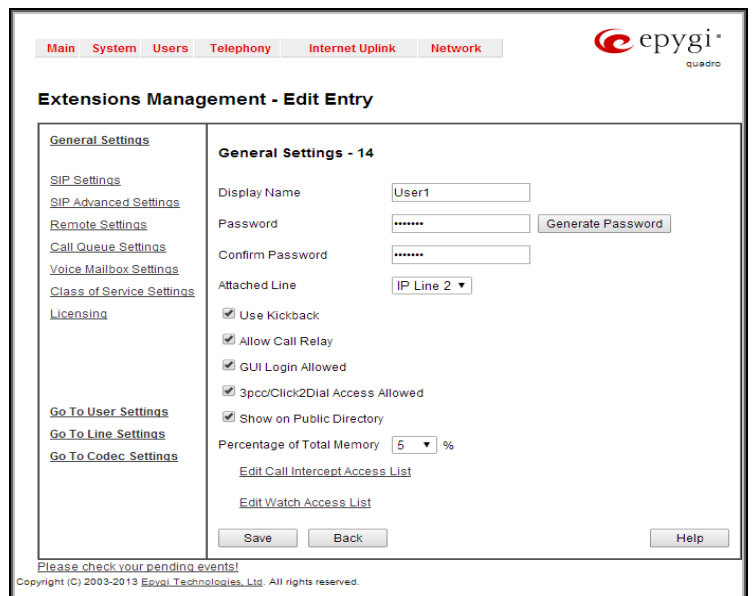 Main System Users Telephony Internet Uplink Network
epygi
quadro
Extensions Management - Edit Entry
General Settings
SIP Settings
SIP Advanced Settings
Remote Settings
Call Queue Settings
Voice Mailbox Settings
Class of Service Settings
Licensing
Go To User Settings
Go To Line Settings
Go To Codec Settings
General Settings - 14
Display Name User1
Password ••••••• Generate Password
Confirm Password •••••••
Attached Line IP Line 2
Use Kickback
Allow Call Relay
GUI Login Allowed
3pcc/Click2Dial Access Allowed
Show on Public Directory
Percentage of Total Memory 5 %
Edit Call Intercept Access List
Edit Watch Access List
Save Back Help
Please check your pending events!
Copyright (C) 2003-2013 Epygi Technologies, Ltd. All rights reserved.